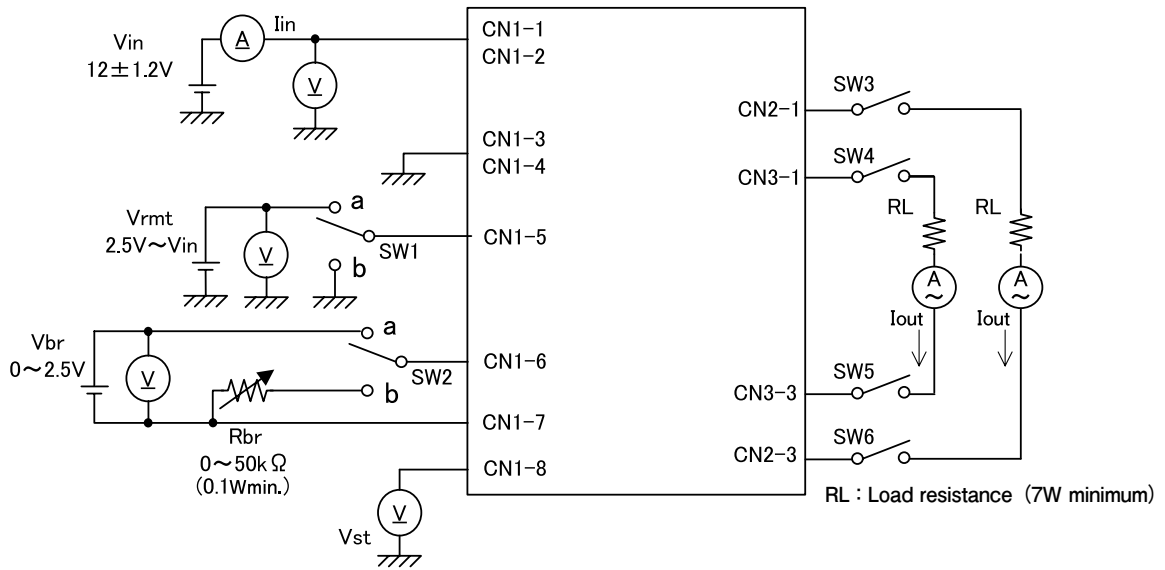 Vin
12±1.2V
A
Iin
V
CN1-1
CN1-2
CN1-3
CN1-4
Vrmt
2.5V～Vin
V
a
b
SW1
CN1-5
Vbr
0～2.5V
V
a
b
SW2
CN1-6
Rbr
0～50kΩ
(0.1Wmin.)
CN1-7
CN1-8
V
Vst
CN2-1
SW3
CN3-1
SW4
RL
RL
A
~
A
~
Iout
Iout
CN3-3
SW5
CN2-3
SW6
RL : Load resistance (7W minimum)